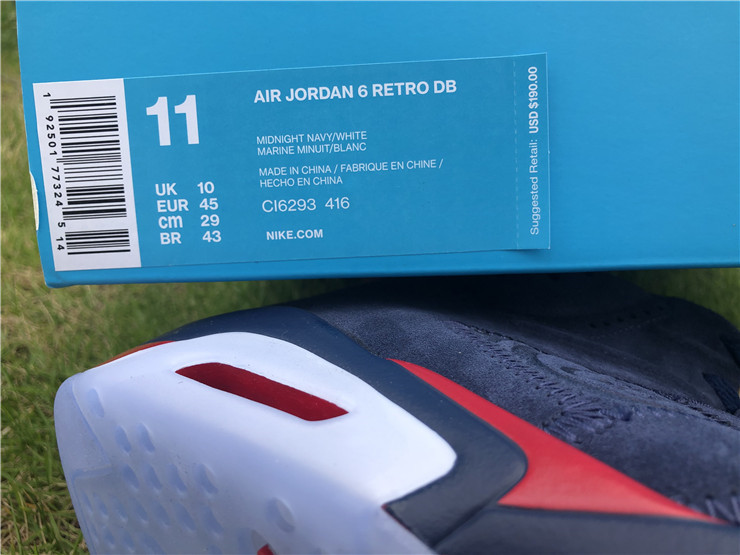 1 92501 77324 5 14
11
AIR JORDAN 6 RETRO DB
MIDNIGHT NAVY/WHITE
MARINE MINUIT/BLANC
MADE IN CHINA / FABRIQUE EN CHINE /
HECHO EN CHINA
CI6293 416
NIKE.COM
UK 10
EUR 45
cm 29
BR 43
Suggested Retail: USD $190.00